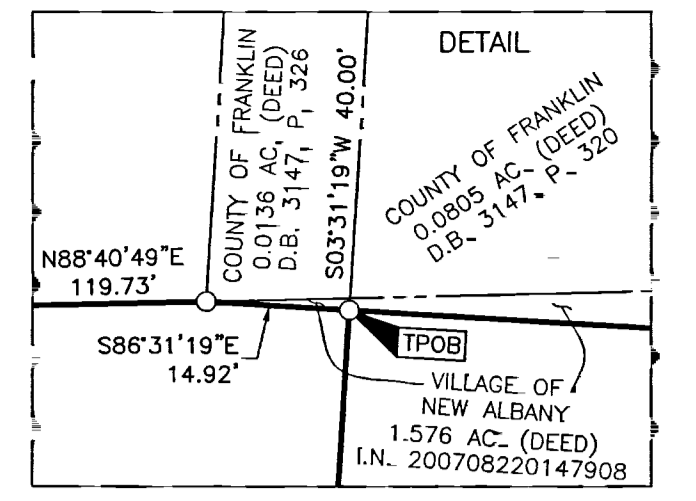 DETAIL
COUNTY OF FRANKLIN
0.0136 AC, (DEED)
D.B. 3147, P, 326
S03°31'19"W 40.00'
COUNTY OF FRANKLIN
0.0805 AC- (DEED)
D.B- 3147- P- 320
N88°40'49"E
119.73'
S86°31'19"E
14.92'
TPOB
VILLAGE OF
NEW ALBANY
1.576 AC- (DEED)
I.N- 200708220147908